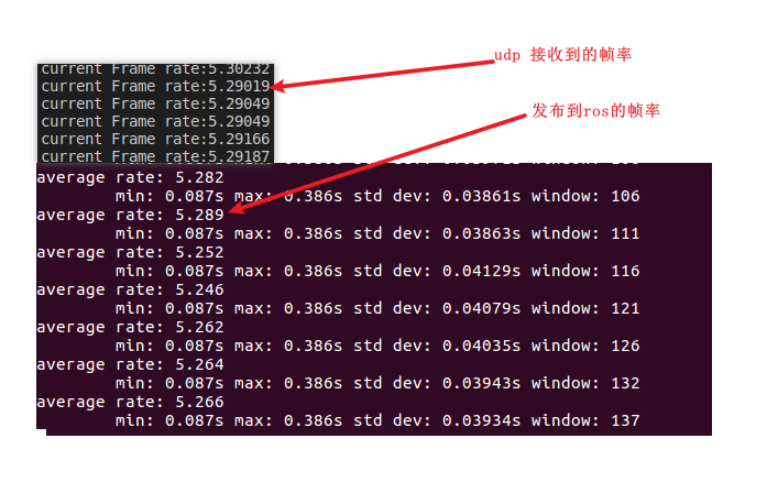 current Frame rate:5.30232
udp 接收到的帧率
current Frame rate:5.29019
current Frame rate:5.29049
发布到ros的帧率
current Frame rate:5.29049
current Frame rate:5.29166
current Frame rate:5.29187
average rate: 5.282
min: 0.087s max: 0.386s std dev: 0.03861s window: 106
average rate: 5.289
min: 0.087s max: 0.386s std dev: 0.03863s window: 111
average rate: 5.252
min: 0.087s max: 0.386s std dev: 0.04129s window: 116
average rate: 5.246
min: 0.087s max: 0.386s std dev: 0.04079s window: 121
average rate: 5.262
min: 0.087s max: 0.386s std dev: 0.04035s window: 126
average rate: 5.264
min: 0.087s max: 0.386s std dev: 0.03943s window: 132
average rate: 5.266
min: 0.087s max: 0.386s std dev: 0.03934s window: 137